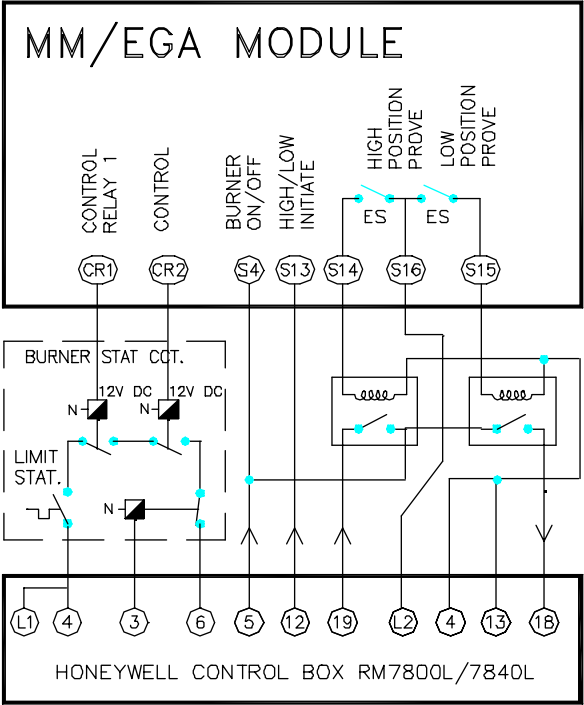 MM/EGA MODULE
CONTROL
RELAY 1
CONTROL
BURNER
ON/OFF
HIGH/LOW
INITIATE
HIGH
POSITION
PROVE
LOW
POSITION
PROVE
ES
ES
CR1
CR2
S4
S13
S14
S16
S15
BURNER STAT CCT.
12V DC
12V DC
N
N
LIMIT
STAT.
N
L1
4
3
6
5
12
19
L2
4
13
18
HONEYWELL CONTROL BOX RM7800L/7840L